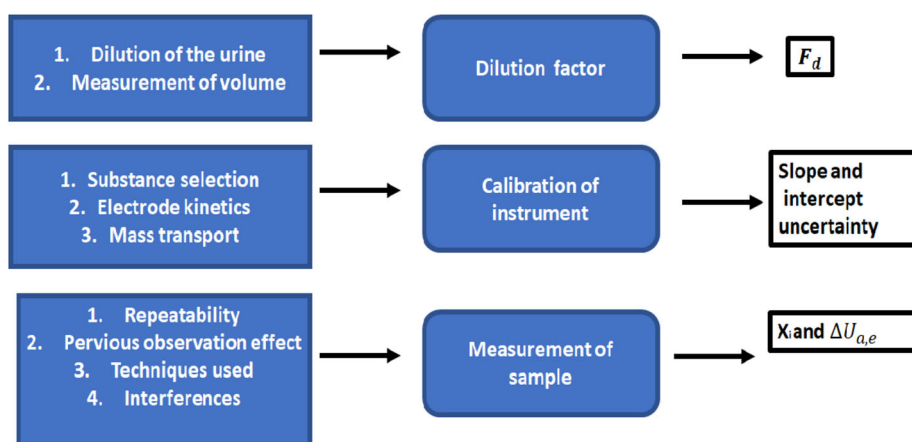 1. Dilution of the urine
2. Measurement of volume
Dilution factor
F_d
1. Substance selection
2. Electrode kinetics
3. Mass transport
Calibration of
instrument
Slope and
intercept
uncertainty
1. Repeatability
2. Pervious observation effect
3. Techniques used
4. Interferences
Measurement of
sample
Xᵢ and ΔU_{a,e}